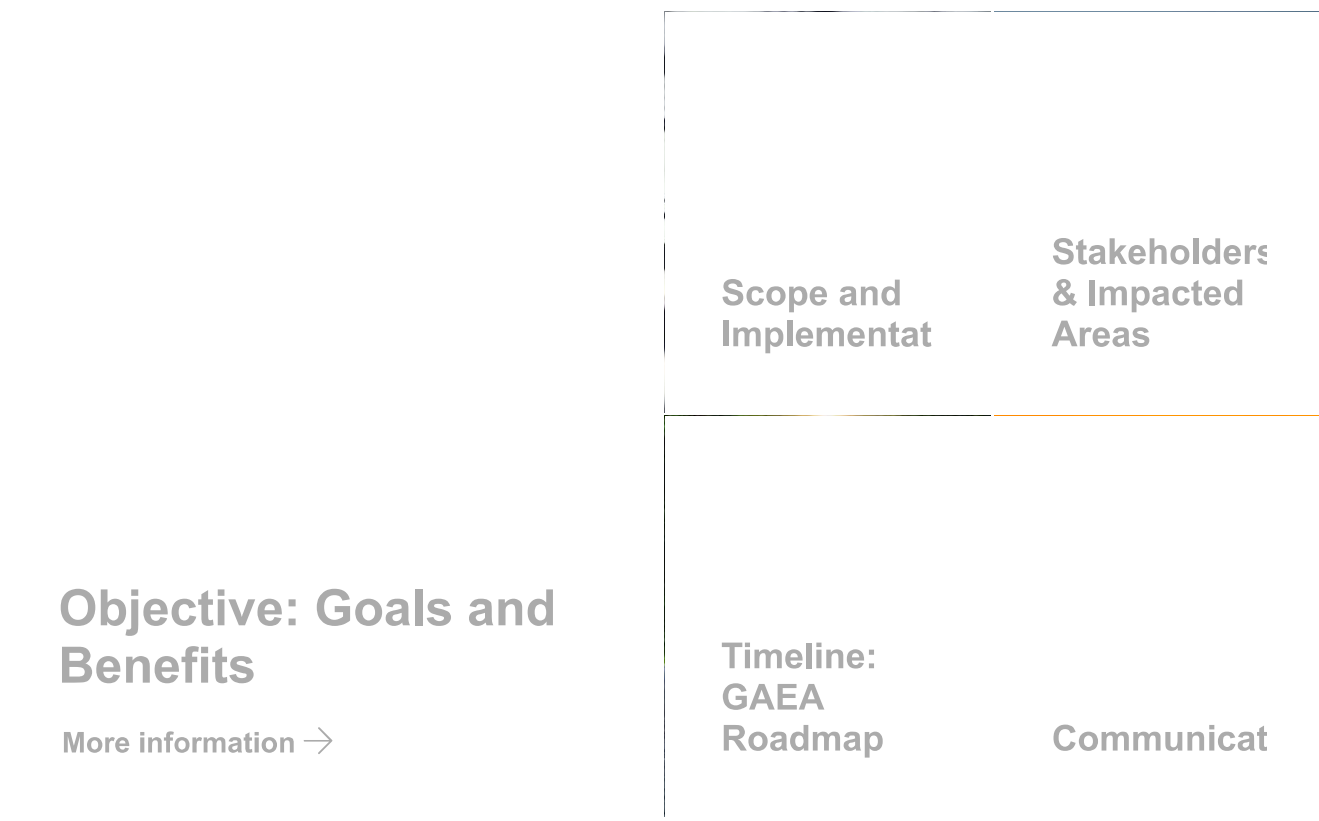 Objective: Goals and
Benefits
More information
Scope and
Implementat
Stakeholders
& Impacted
Areas
Timeline:
GAEA
Roadmap
Communicat